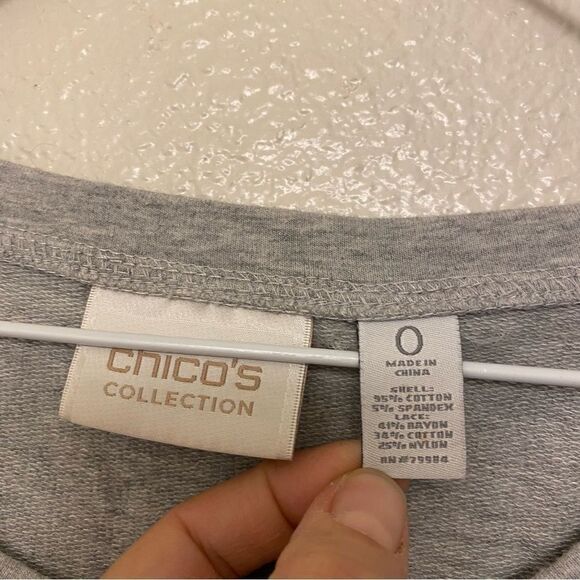 chico's
COLLECTION
0
MADE IN
CHINA
SHELL:
95% COTTON
5% SPANDEX
LACE:
41% RAYON
34% COTTON
25% NYLON
RN#79984